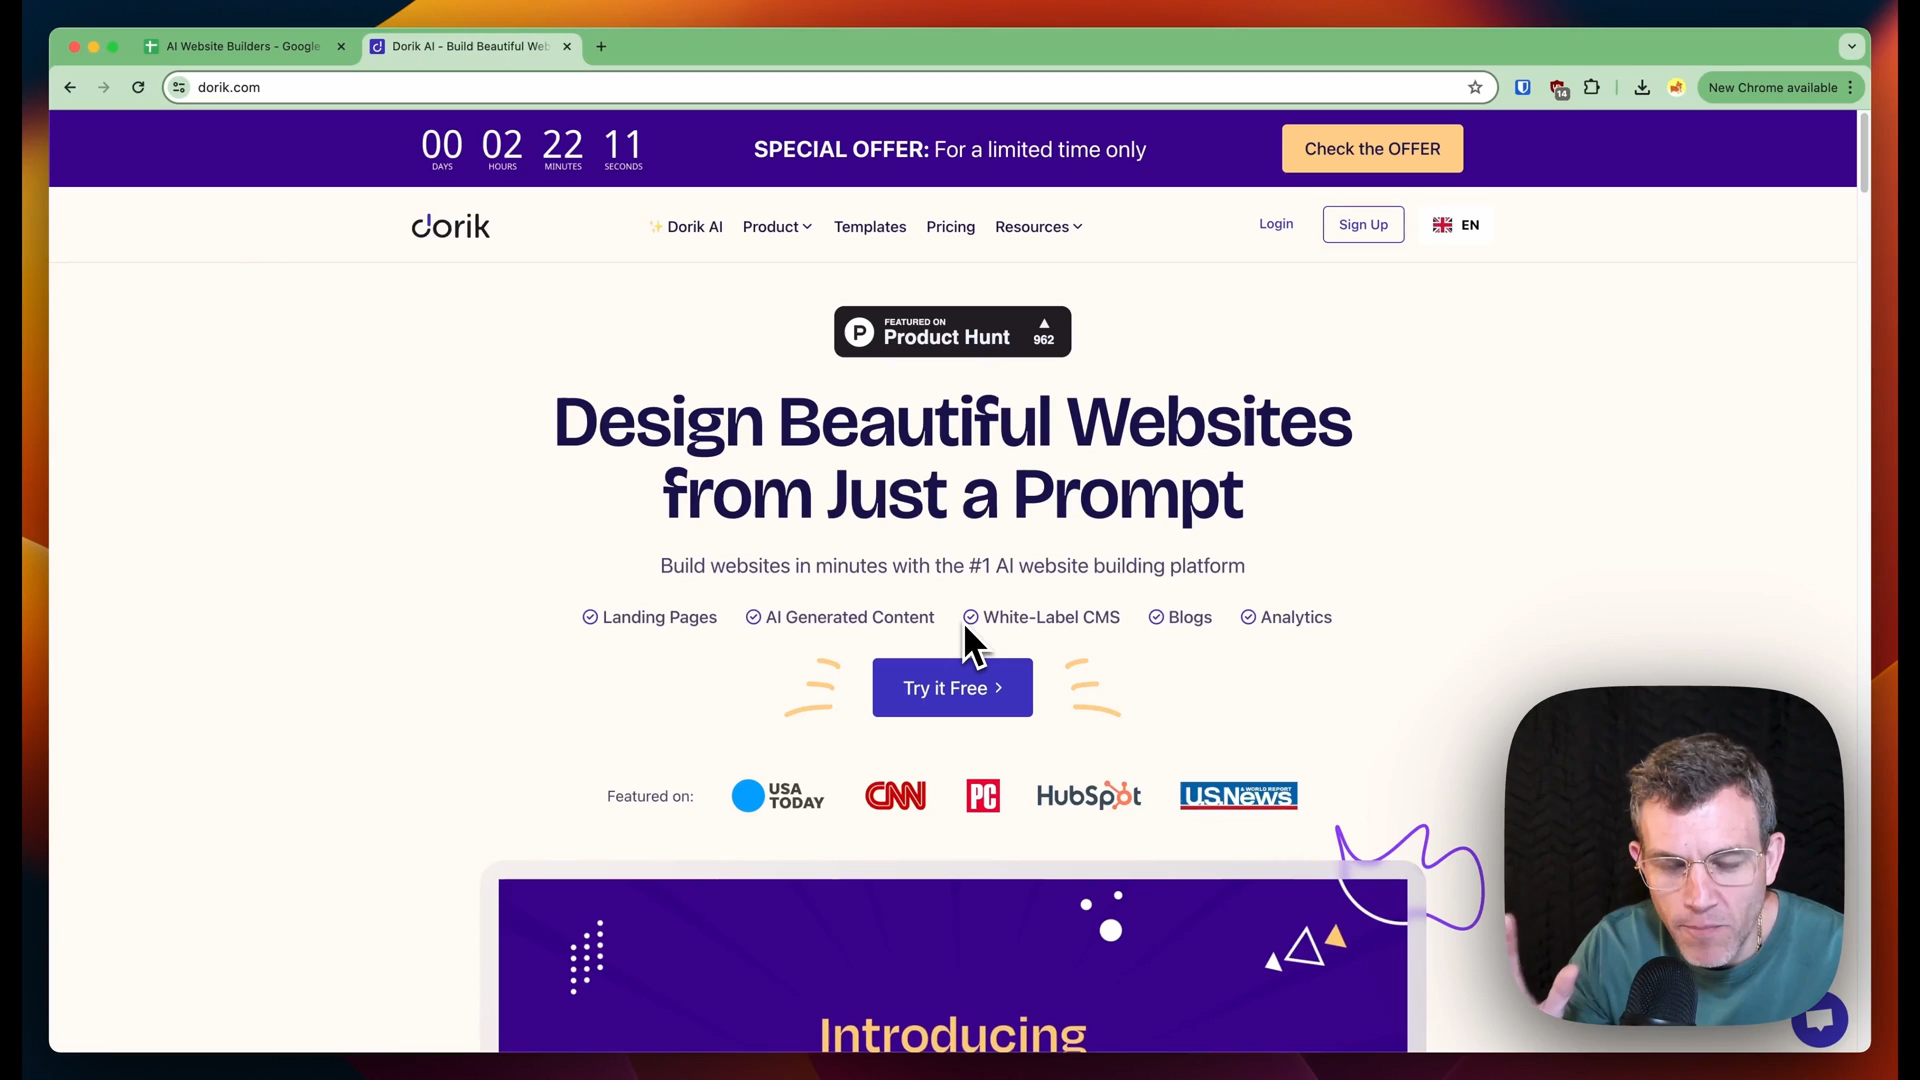 AI Website Builders - Google
Dorik AI - Build Beautiful Web
dorik.com
14
New Chrome available
00 02 22 11
DAYS HOURS MINUTES SECONDS
SPECIAL OFFER: For a limited time only
Check the OFFER
dorik
Dorik AI
Product
Templates
Pricing
Resources
Login
Sign Up
EN
P
FEATURED ON
Product Hunt
962
Design Beautiful Websites
from Just a Prompt
Build websites in minutes with the #1 AI website building platform
Landing Pages
AI Generated Content
White-Label CMS
Blogs
Analytics
Try it Free
Featured on:
USA
TODAY
CNN
PC
HubSpot
U.S.News
& WORLD REPORT
Introducing